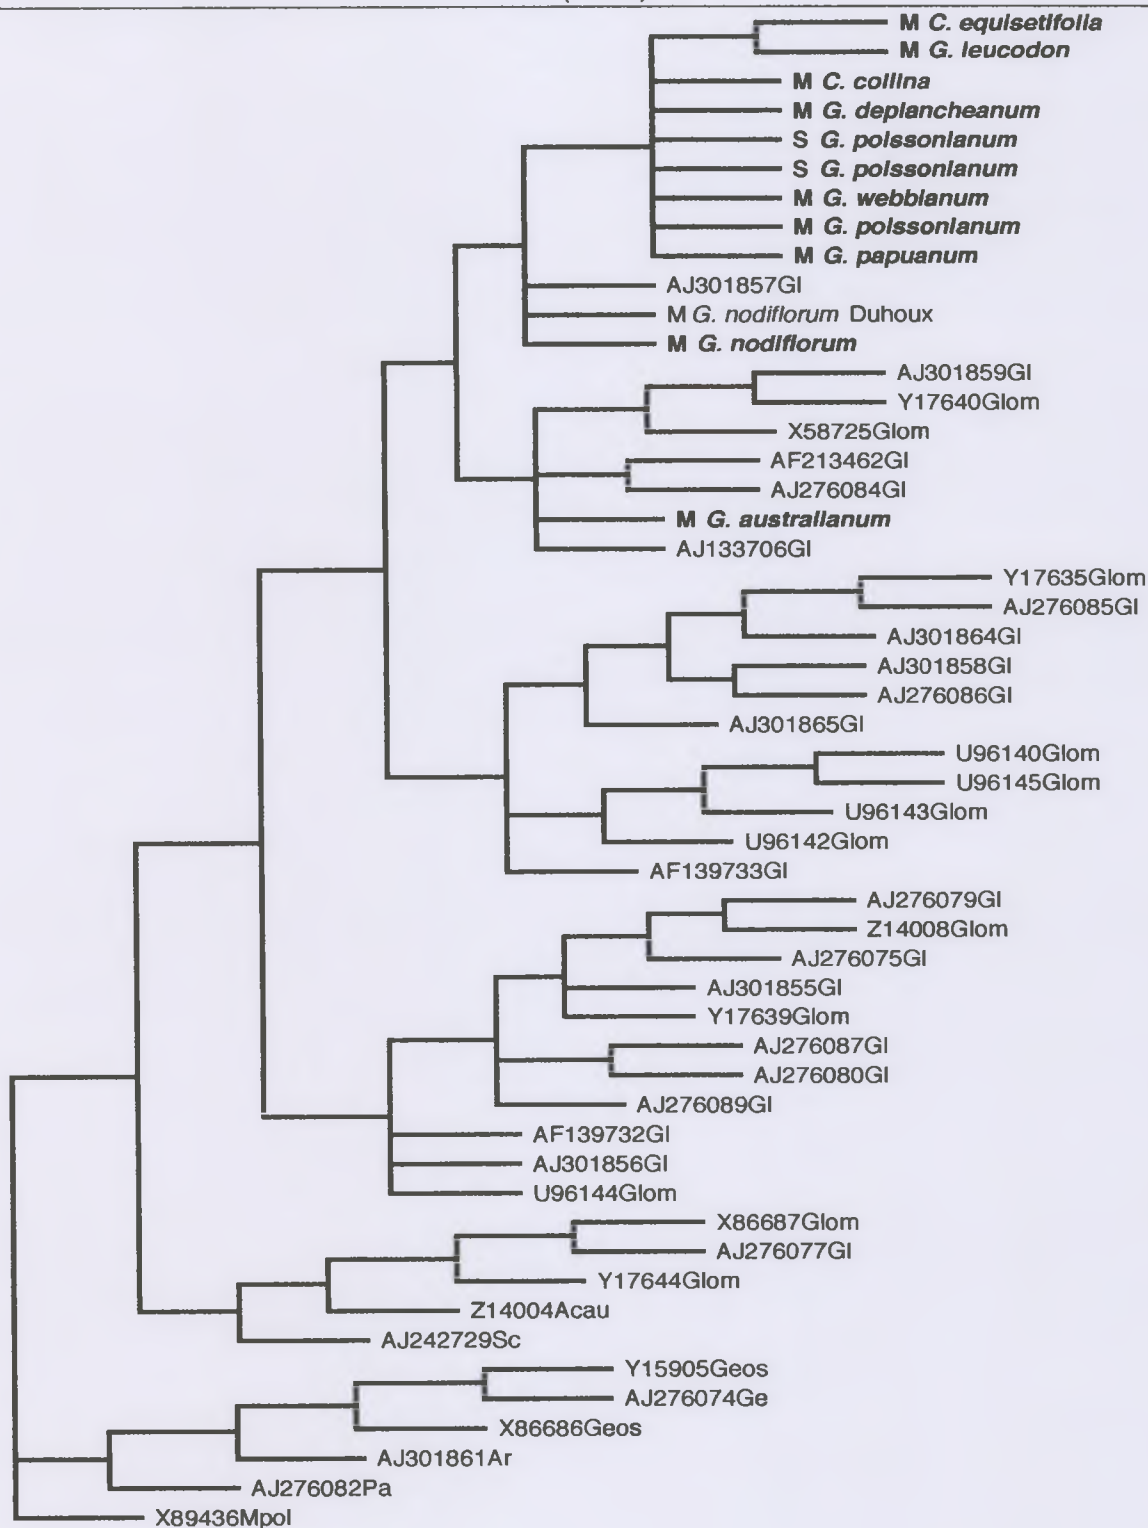 M C. equisetifolia
M G. leucodon
M C. collina
M G. deplancheanum
S G. poissonianum
S G. poissonianum
M G. webbianum
M G. poissonianum
M G. papuanum
AJ301857Gl
M G. nodiflorum Duhoux
M G. nodiflorum
AJ301859Gl
Y17640Glom
X58725Glom
AF213462Gl
AJ276084Gl
M G. australianum
AJ133706Gl
Y17635Glom
AJ276085Gl
AJ301864Gl
AJ301858Gl
AJ276086Gl
AJ301865Gl
U96140Glom
U96145Glom
U96143Glom
U96142Glom
AF139733Gl
AJ276079Gl
Z14008Glom
AJ276075Gl
AJ301855Gl
Y17639Glom
AJ276087Gl
AJ276080Gl
AJ276089Gl
AF139732Gl
AJ301856Gl
U96144Glom
X86687Glom
AJ276077Gl
Y17644Glom
Z14004Acau
AJ242729Sc
Y15905Geos
AJ276074Ge
X86686Geos
AJ301861Ar
AJ276082Pa
X89436Mpol